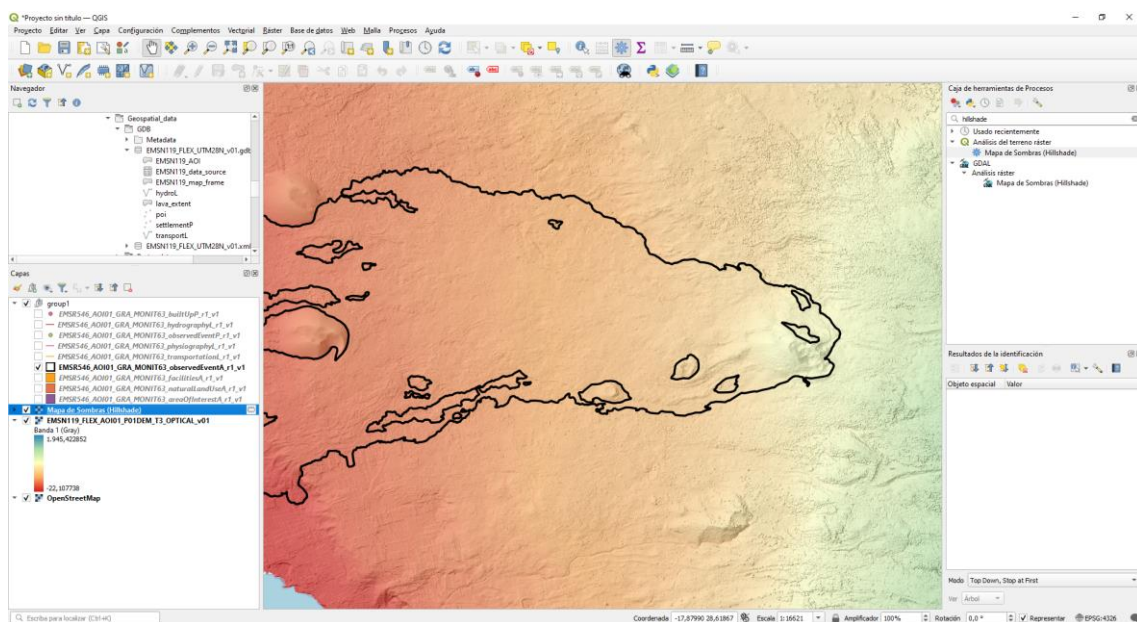 *Proyecto sin título — QGIS
Proyecto Editar Ver Capa Configuración Complementos Vectorial Ráster Base de datos Web Malla Procesos Ayuda
Navegador
Geospatial_data
GDB
Metadata
EMSN119_FLEX_UTM28N_v01.gdb
EMSN119_AOI
EMSN119_data_source
EMSN119_map_frame
hydroL
lava_extent
poi
settlementP
transportL
EMSN119_FLEX_UTM28N_v01.xml
Capas
group1
EMSR546_AOI01_GRA_MONIT63_builtUpP_r1_v1
EMSR546_AOI01_GRA_MONIT63_hydrographyL_r1_v1
EMSR546_AOI01_GRA_MONIT63_observedEventP_r1_v1
EMSR546_AOI01_GRA_MONIT63_physiographyL_r1_v1
EMSR546_AOI01_GRA_MONIT63_transportationL_r1_v1
EMSR546_AOI01_GRA_MONIT63_observedEventA_r1_v1
EMSR546_AOI01_GRA_MONIT63_facilitiesA_r1_v1
EMSR546_AOI01_GRA_MONIT63_naturalLandUseA_r1_v1
EMSR546_AOI01_GRA_MONIT63_areaOfInterestA_r1_v1
Mapa de Sombras (Hillshade)
EMSN119_FLEX_AOI01_P01DEM_T3_OPTICAL_v01
Banda 1 (Gray)
1.945,422852
-22,107738
OpenStreetMap
Caja de herramientas de Procesos
hillshade
Usado recientemente
Análisis del terreno ráster
Mapa de Sombras (Hillshade)
GDAL
Análisis ráster
Mapa de Sombras (Hillshade)
Resultados de la identificación
Objeto espacial Valor
Modo Top Down, Stop at First
Ver Árbol
Escriba para localizar (Ctrl+K)
Coordenada -17,87990 28,61867 Escala 1:16621 Amplificador 100% Rotación 0,0 ° Representar EPSG:4326